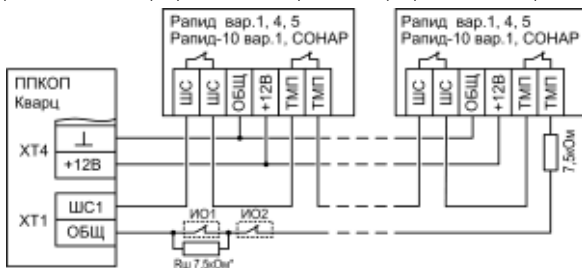 Рапид вар.1, 4, 5
Рапид-10 вар.1, СОНАР
ШС
ШС
ОБЩ
+12В
ТМП
ТМП
Рапид вар.1, 4, 5
Рапид-10 вар.1, СОНАР
ШС
ШС
ОБЩ
+12В
ТМП
ТМП
ППКОП
Кварц
ХТ4
⊥
+12В
7,5кОм
ХТ1
ШС1
ОБЩ
ИО1
ИО2
Rш 7,5кОм*